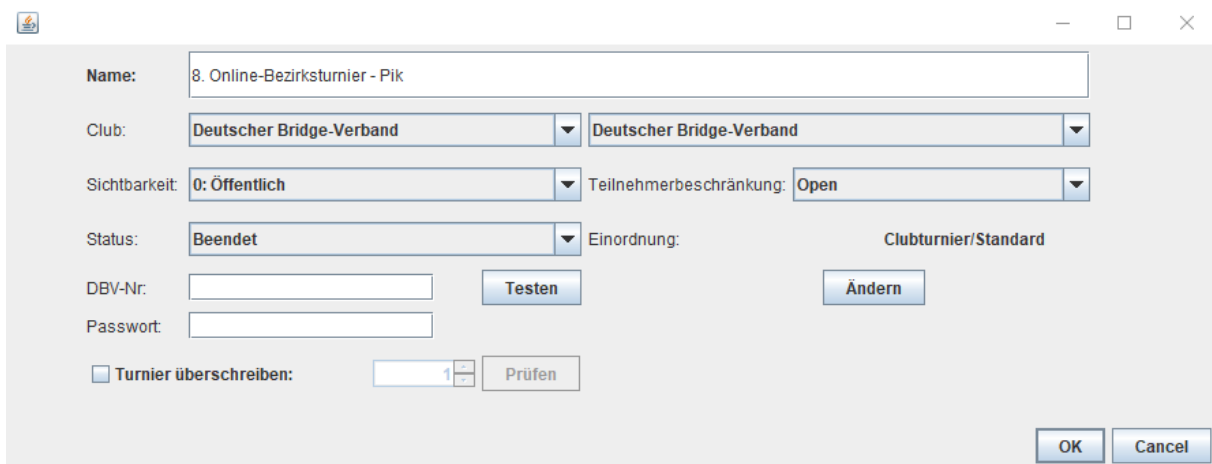 Name: 8. Online-Bezirksturnier - Pik
Club: Deutscher Bridge-Verband Deutscher Bridge-Verband
Sichtbarkeit: 0: Öffentlich Teilnehmerbeschränkung: Open
Status: Beendet Einordnung: Clubturnier/Standard
DBV-Nr: Testen Ändern
Passwort:
Turnier überschreiben: 1 Prüfen
OK Cancel